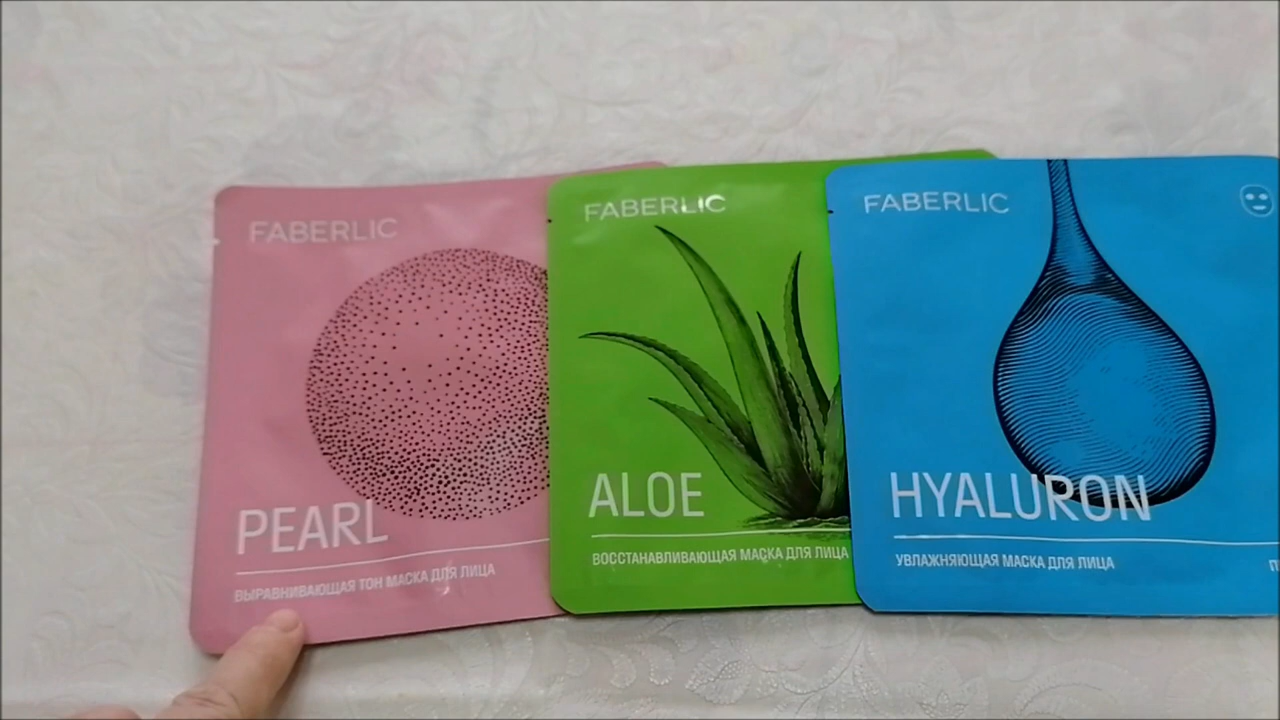 FABERLIC
PEARL
ВЫРАВНИВАЮЩАЯ ТОН МАСКА ДЛЯ ЛИЦА
FABERLIC
ALOE
ВОССТАНАВЛИВАЮЩАЯ МАСКА ДЛЯ ЛИЦА
FABERLIC
HYALURON
УВЛАЖНЯЮЩАЯ МАСКА ДЛЯ ЛИЦА